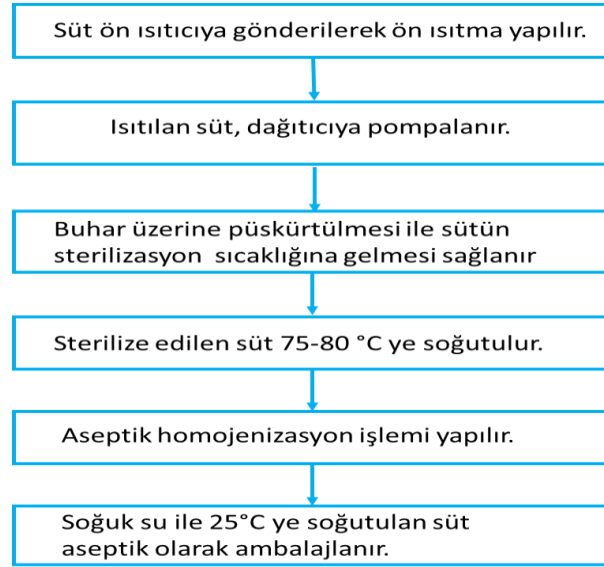 Süt ön ısıtıcıya gönderilerek ön ısıtma yapılır.
Isıtılan süt, dağıtıcıya pompalanır.
Buhar üzerine püskürtülmesi ile sütün
sterilizasyon sıcaklığına gelmesi sağlanır
Sterilize edilen süt 75-80 °C ye soğutulur.
Aseptik homojenizasyon işlemi yapılır.
Soğuk su ile 25°C ye soğutulan süt
aseptik olarak ambalajlanır.